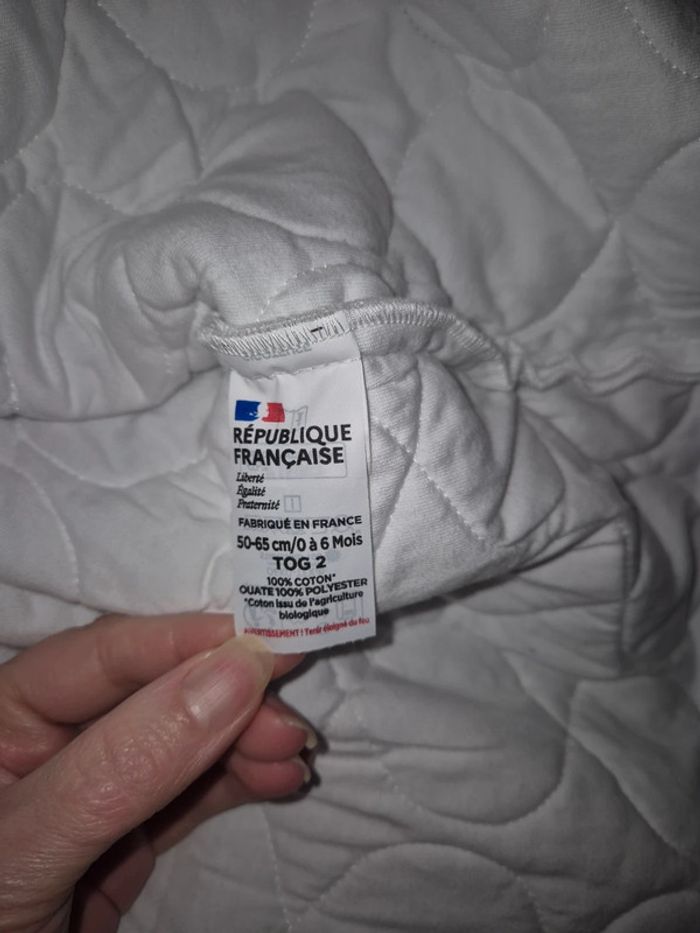 RÉPUBLIQUE
FRANÇAISE
Liberté
Égalité
Fraternité
FABRIQUÉ EN FRANCE
50-65 cm/0 à 6 Mois
TOG 2
100% COTON*
OUATE 100% POLYESTER
*Coton issu de l'agriculture
biologique
AVERTISSEMENT ! Tenir éloigné du feu